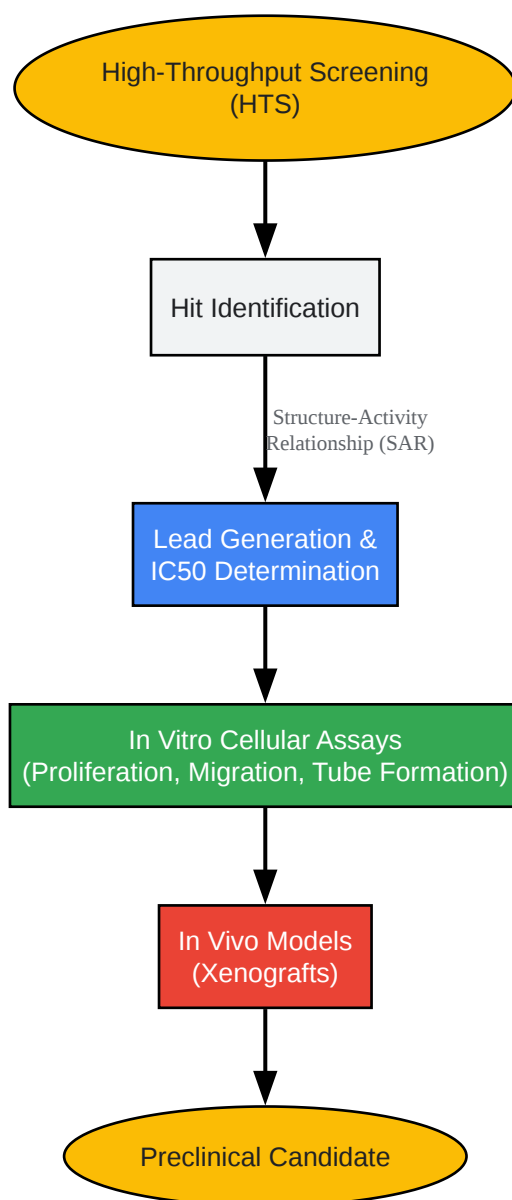 High-Throughput Screening
(HTS)
Hit Identification
Structure-Activity
Relationship (SAR)
Lead Generation &
IC50 Determination
In Vitro Cellular Assays
(Proliferation, Migration, Tube Formation)
In Vivo Models
(Xenografts)
Preclinical Candidate